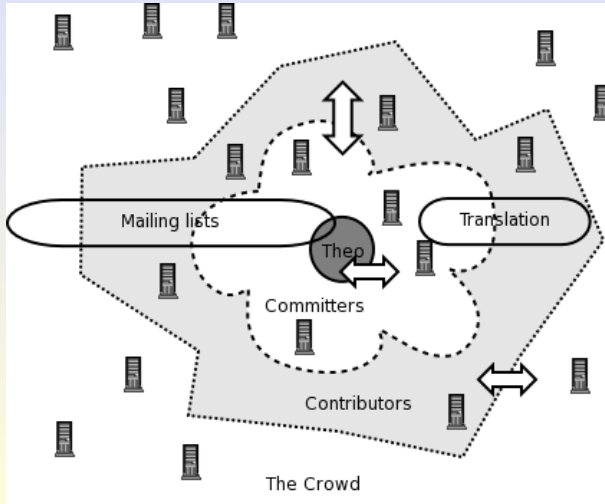 Mailing lists
Translation
Theo
Committers
Contributors
The Crowd